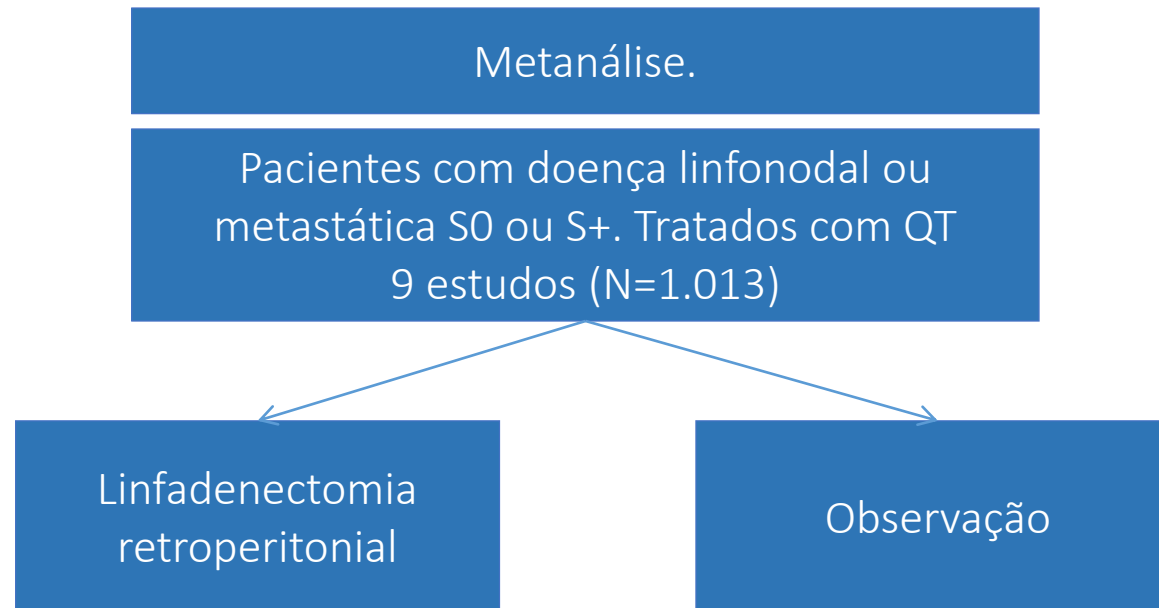 Metanálise.
Pacientes com doença linfonodal ou
metastática S0 ou S+. Tratados com QT
9 estudos (N=1.013)
Linfadenectomia
retroperitonial
Observação